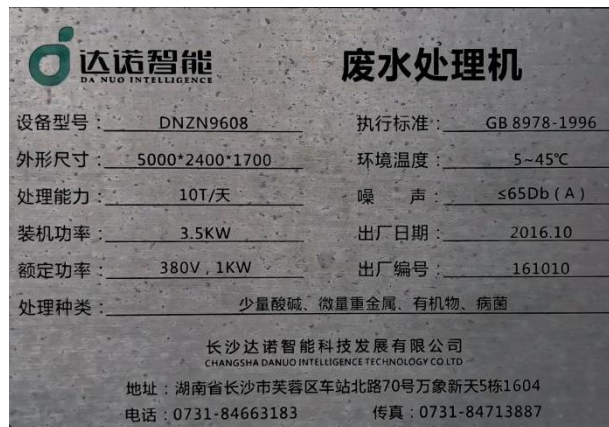 达诺智能
DA NUO INTELLIGENCE
废水处理机
设备型号：DNZN9608 执行标准：GB 8978-1996
外形尺寸：5000*2400*1700 环境温度：5~45℃
处理能力：10T/天 噪 声：≤65Db（A）
装机功率：3.5KW 出厂日期：2016.10
额定功率：380V，1KW 出厂编号：161010
处理种类：少量酸碱、微量重金属、有机物、病菌
长沙达诺智能科技发展有限公司
CHANGSHA DANUO INTELLIGENCE TECHNOLOGY CO.LTD
地址：湖南省长沙市芙蓉区车站北路70号万象新天5栋1604
电话：0731-84663183 传真：0731-84713887